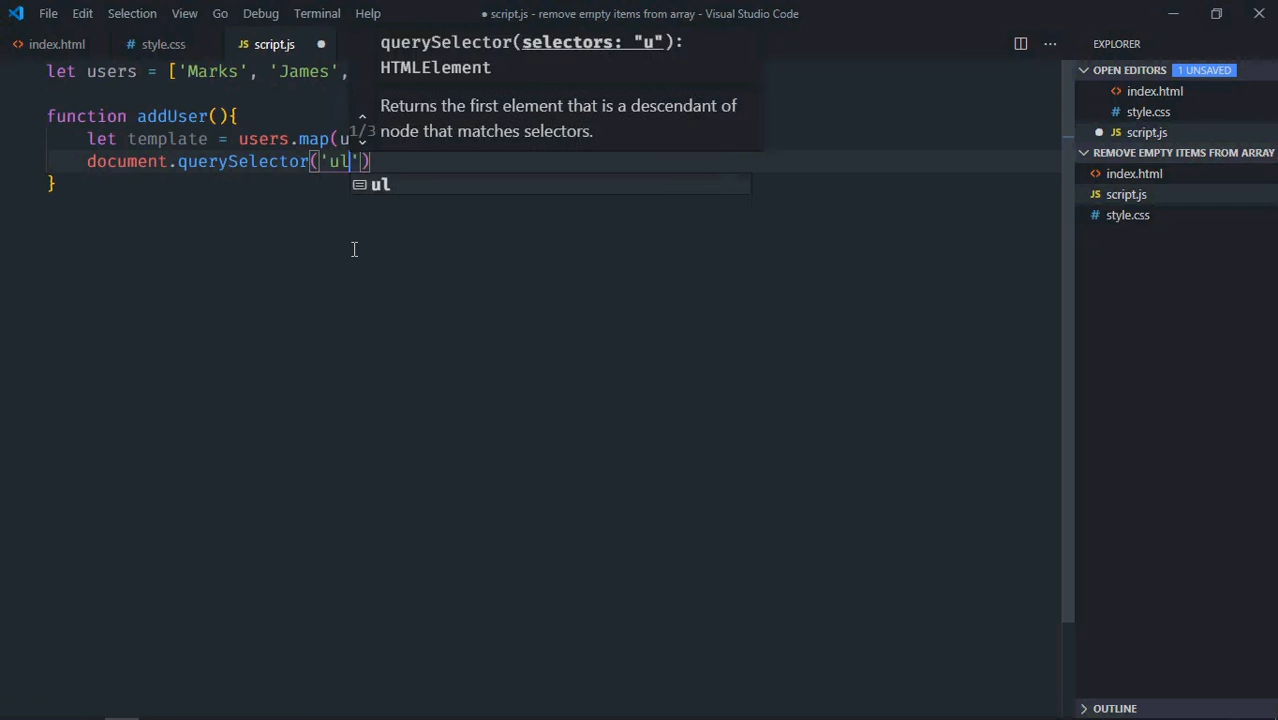 File Edit Selection View Go Debug Terminal Help
● script.js - remove empty items from array - Visual Studio Code
<> index.html
# style.css
JS script.js ●
querySelector(selectors: "u"):
HTMLElement
Returns the first element that is a descendant of
node that matches selectors.
1/3
let users = ['Marks', 'James',
function addUser(){
let template = users.map(u
document.querySelector('ul')
}
ul
EXPLORER
OPEN EDITORS 1 UNSAVED
<> index.html
# style.css
● JS script.js
REMOVE EMPTY ITEMS FROM ARRAY
<> index.html
JS script.js
# style.css
OUTLINE